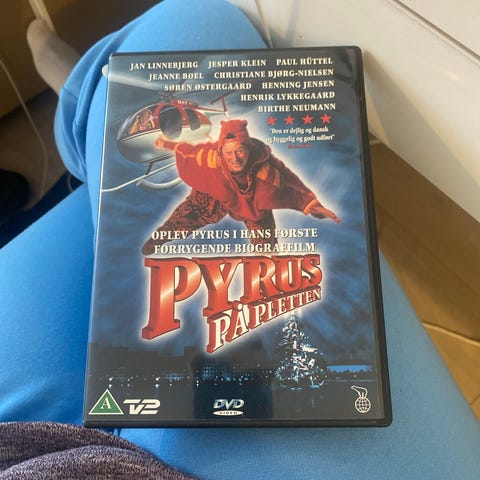 JAN LINNEBJERG JESPER KLEIN PAUL HÜTTEL
JEANNE BOEL CHRISTIANE BJØRG-NIELSEN
SØREN ØSTERGAARD HENNING JENSEN
HENRIK LYKKEGAARD
BIRTHE NEUMANN
"Den er dejlig og dansk
og hyggelig og godt udført"
OPLEV PYRUS I HANS FØRSTE
FORRYGENDE BIOGRAFFILM
PYRUS
PÅ PLETTEN
A
TV2
DVD
VIDEO